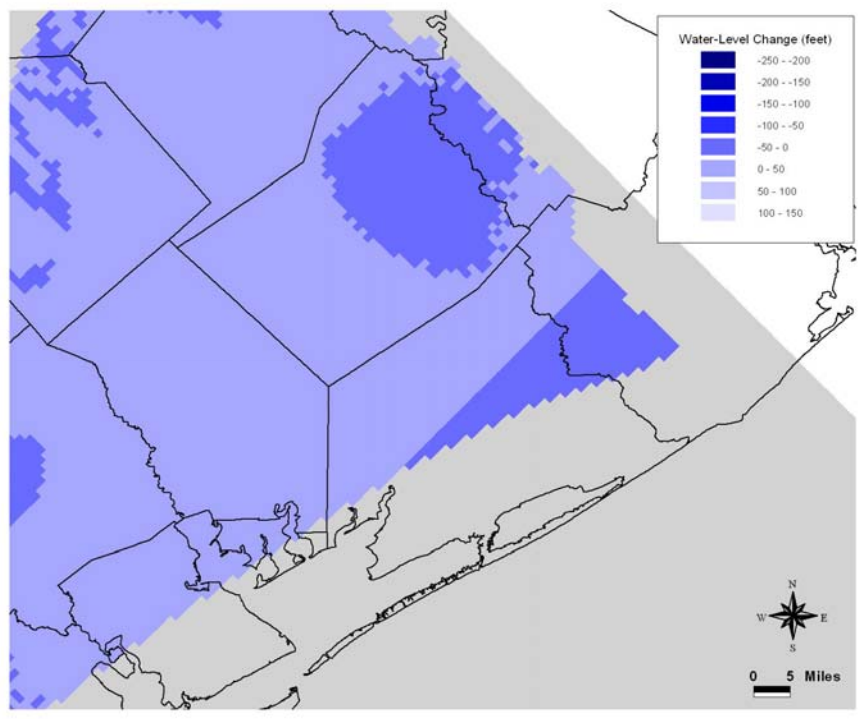 Water-Level Change (feet)
-250 - -200
-200 - -150
-150 - -100
-100 - -50
-50 - 0
0 - 50
50 - 100
100 - 150
N
W E
S
0 5 Miles